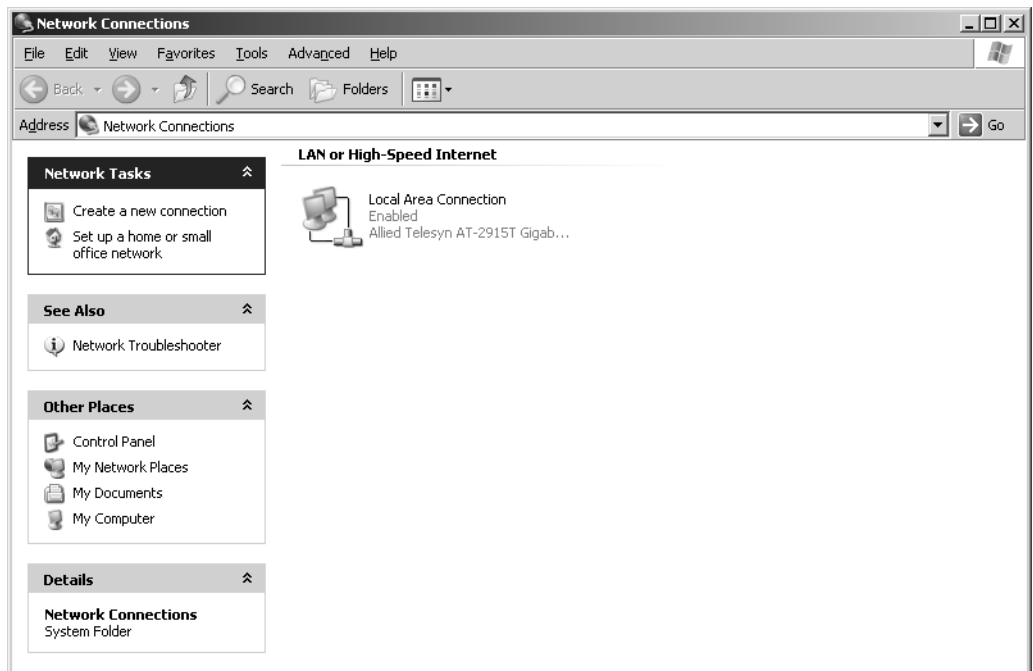 Network Connections
File Edit View Favorites Tools Advanced Help
Back Search Folders
Address Network Connections Go
Network Tasks
Create a new connection
Set up a home or small
office network
See Also
Network Troubleshooter
Other Places
Control Panel
My Network Places
My Documents
My Computer
Details
Network Connections
System Folder
LAN or High-Speed Internet
Local Area Connection
Enabled
Allied Telesyn AT-2915T Gigab...